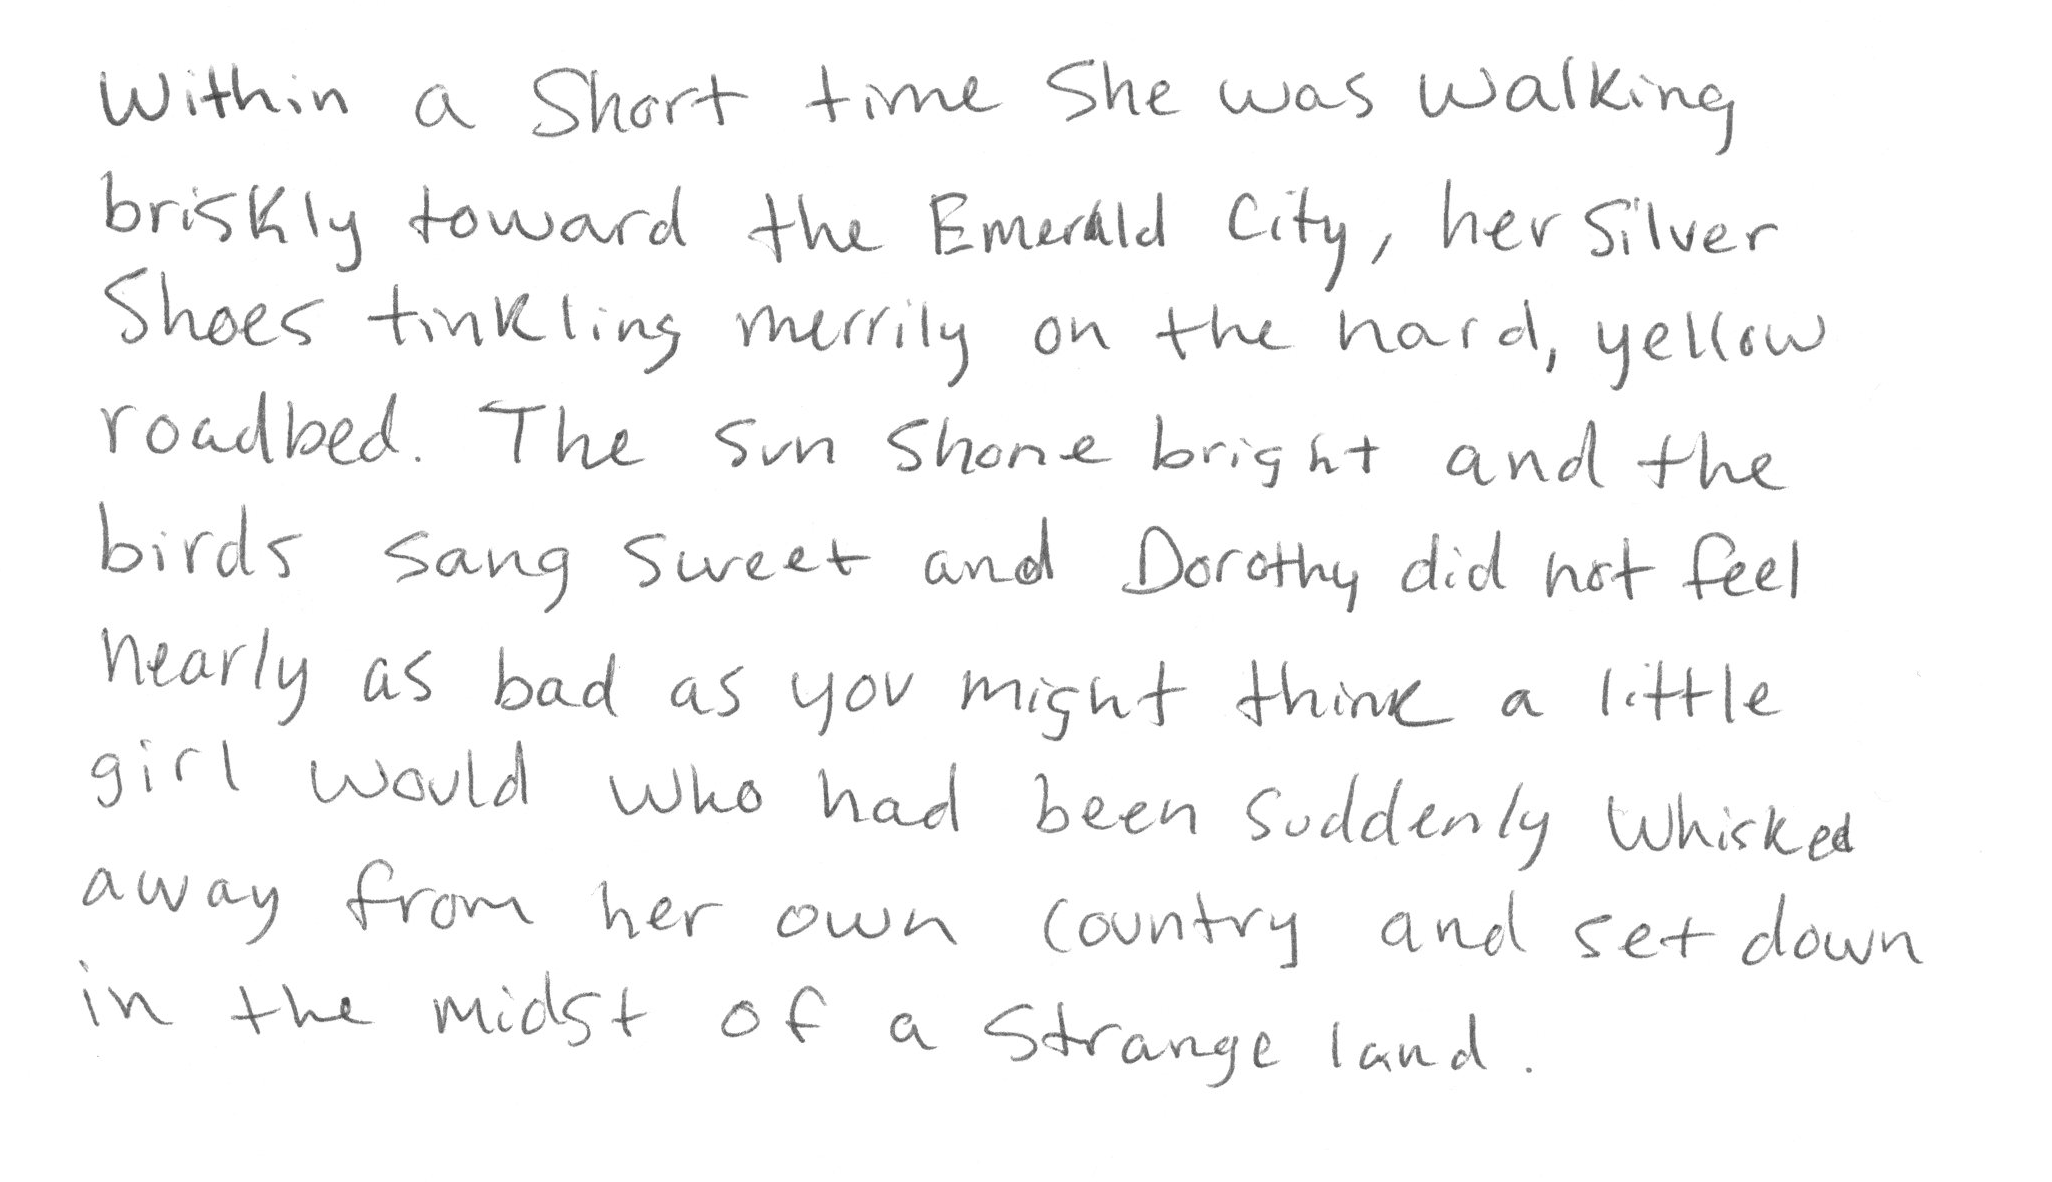 Within a short time she was walking
briskly toward the Emerald City, her silver
shoes tinkling merrily on the hard, yellow
roadbed. The sun shone bright and the
birds sang sweet and Dorothy did not feel
nearly as bad as you might think a little
girl would who had been suddenly whisked
away from her own country and set down
in the midst of a strange land.